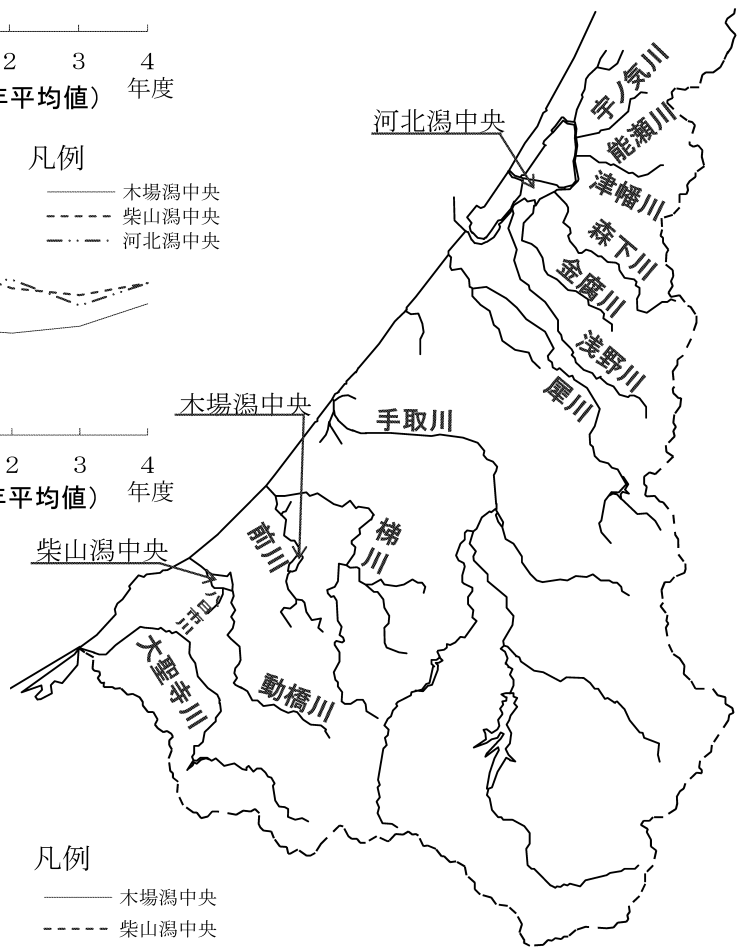 2 3 4
年度
年平均値）
凡例
木場潟中央
柴山潟中央
河北潟中央
2 3 4
年度
年平均値）
凡例
木場潟中央
柴山潟中央
宇ノ気川
河北潟中央
能瀬川
津幡川
森下川
金腐川
浅野川
犀川
木場潟中央
手取川
梯川
前川
柴山潟中央
八日市川
大聖寺川
動橋川